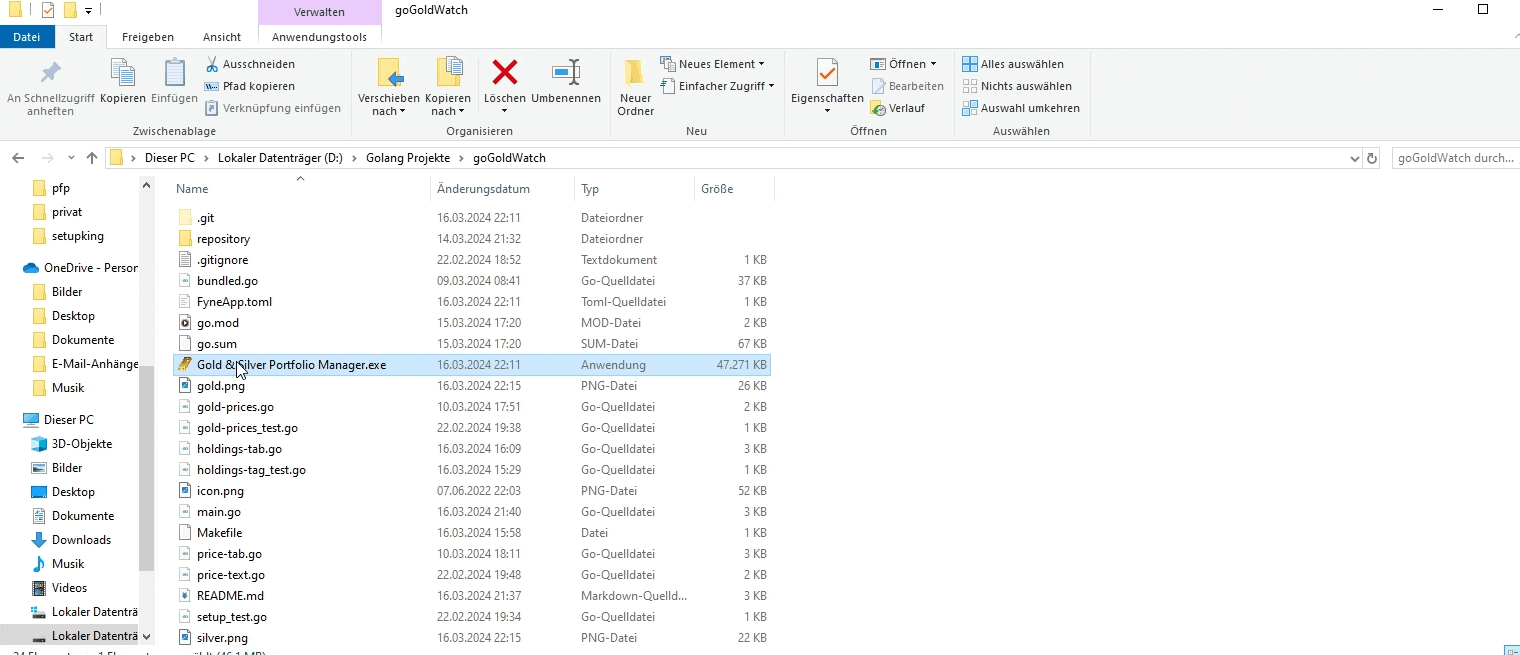 Verwalten
goGoldWatch
Datei
Start
Freigeben
Ansicht
Anwendungstools
An Schnellzugriff
anheften
Kopieren
Einfügen
Ausschneiden
Pfad kopieren
Verknüpfung einfügen
Zwischenablage
Verschieben
nach
Kopieren
nach
Löschen
Umbenennen
Organisieren
Neuer
Ordner
Neues Element
Einfacher Zugriff
Neu
Eigenschaften
Öffnen
Bearbeiten
Verlauf
Öffnen
Alles auswählen
Nichts auswählen
Auswahl umkehren
Auswählen
Dieser PC > Lokaler Datenträger (D:) > Golang Projekte > goGoldWatch
goGoldWatch durch...
pfp
privat
setupking
OneDrive - Person
Bilder
Desktop
Dokumente
E-Mail-Anhänge
Musik
Dieser PC
3D-Objekte
Bilder
Desktop
Dokumente
Downloads
Musik
Videos
Lokaler Datenträ
Lokaler Datenträ
Name Änderungsdatum Typ Größe
.git 16.03.2024 22:11 Dateiordner
repository 14.03.2024 21:32 Dateiordner
.gitignore 22.02.2024 18:52 Textdokument 1 KB
bundled.go 09.03.2024 08:41 Go-Quelldatei 37 KB
FyneApp.toml 16.03.2024 22:11 Toml-Quelldatei 1 KB
go.mod 15.03.2024 17:20 MOD-Datei 2 KB
go.sum 15.03.2024 17:20 SUM-Datei 67 KB
Gold & Silver Portfolio Manager.exe 16.03.2024 22:11 Anwendung 47.271 KB
gold.png 16.03.2024 22:15 PNG-Datei 26 KB
gold-prices.go 10.03.2024 17:51 Go-Quelldatei 2 KB
gold-prices_test.go 22.02.2024 19:38 Go-Quelldatei 1 KB
holdings-tab.go 16.03.2024 16:09 Go-Quelldatei 3 KB
holdings-tag_test.go 16.03.2024 15:29 Go-Quelldatei 1 KB
icon.png 07.06.2022 22:03 PNG-Datei 52 KB
main.go 16.03.2024 21:40 Go-Quelldatei 3 KB
Makefile 16.03.2024 15:58 Datei 1 KB
price-tab.go 10.03.2024 18:11 Go-Quelldatei 3 KB
price-text.go 22.02.2024 19:48 Go-Quelldatei 2 KB
README.md 16.03.2024 21:37 Markdown-Quelld... 3 KB
setup_test.go 22.02.2024 19:34 Go-Quelldatei 1 KB
silver.png 16.03.2024 22:15 PNG-Datei 22 KB